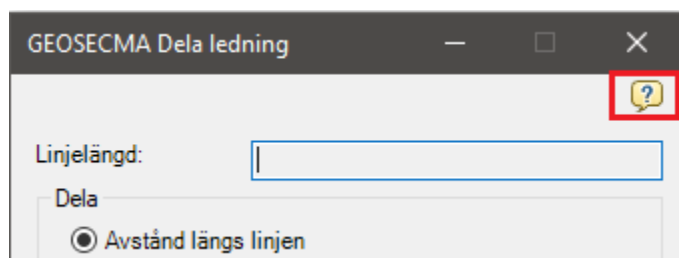 GEOSECMA Dela ledning
?
Linjelängd:
Dela
Avstånd längs linjen